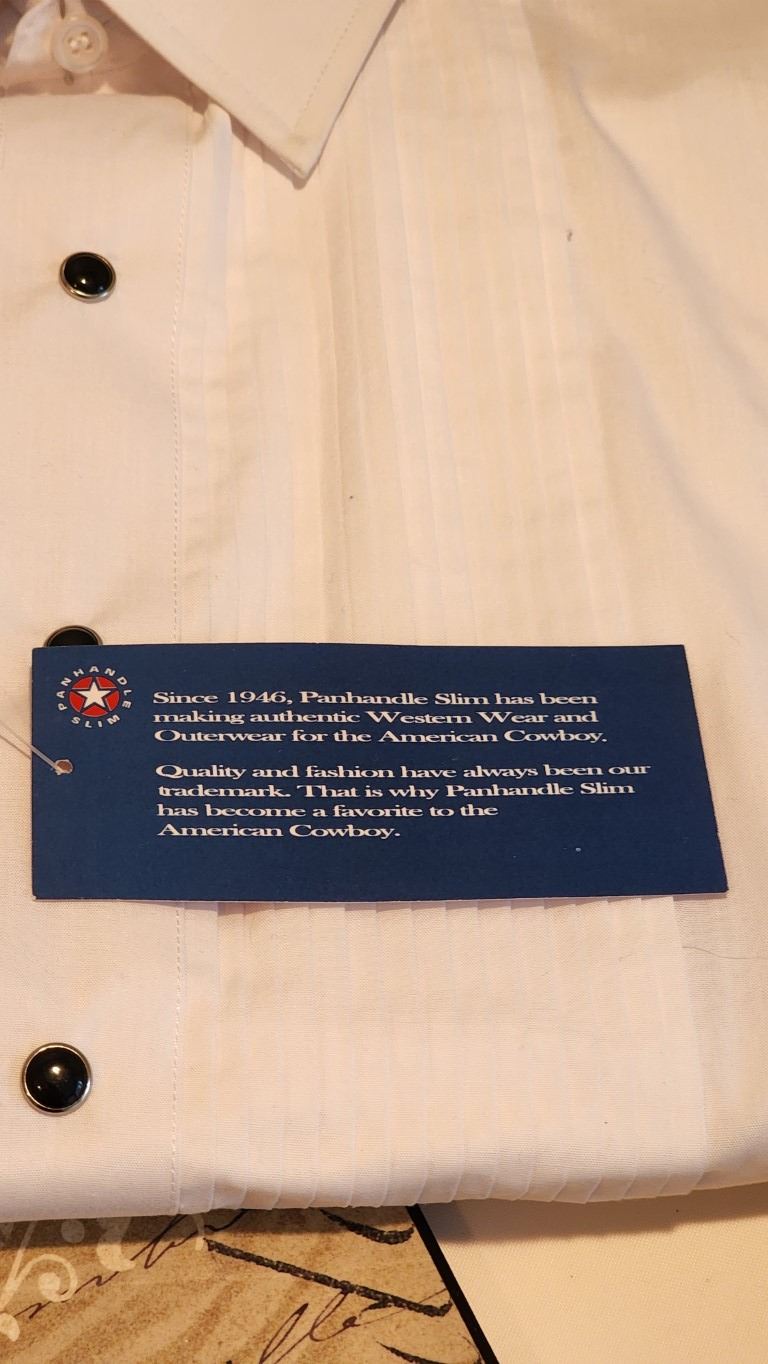 PANHANDLE SLIM
Since 1946, Panhandle Slim has been
making authentic Western Wear and
Outerwear for the American Cowboy.
Quality and fashion have always been our
trademark. That is why Panhandle Slim
has become a favorite to the
American Cowboy.